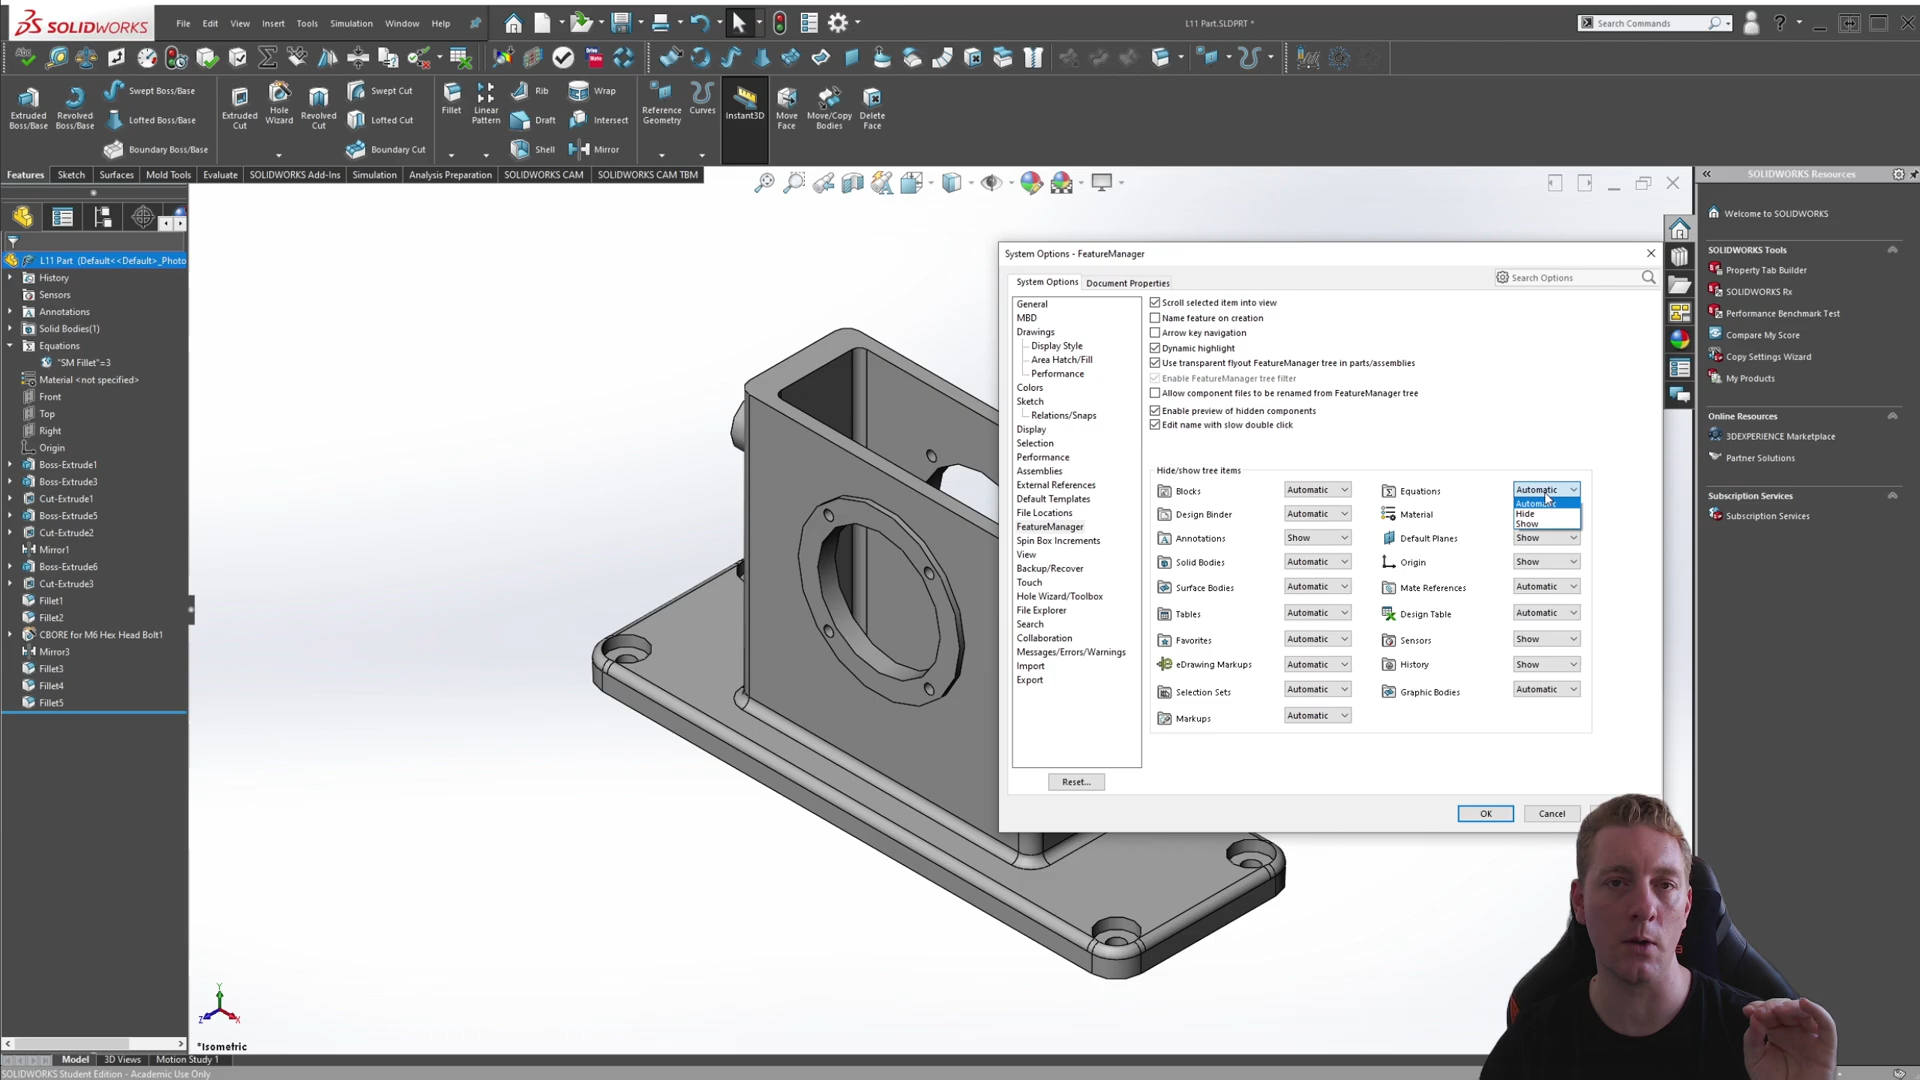 SOLIDWORKS
File Edit View Insert Tools Simulation Window Help
L11 Part.SLDPRT *
Search Commands
Extruded Boss/Base
Revolved Boss/Base
Swept Boss/Base
Lofted Boss/Base
Boundary Boss/Base
Extruded Cut
Hole Wizard
Revolved Cut
Swept Cut
Lofted Cut
Boundary Cut
Fillet
Linear Pattern
Rib
Draft
Shell
Wrap
Intersect
Mirror
Reference Geometry
Curves
Instant3D
Move Face
Move/Copy Bodies
Delete Face
Features Sketch Surfaces Mold Tools Evaluate SOLIDWORKS Add-Ins Simulation Analysis Preparation SOLIDWORKS CAM SOLIDWORKS CAM TBM
L11 Part (Default<<Default>_Photo
History
Sensors
Annotations
Solid Bodies(1)
Equations
"SM Fillet"=3
Material <not specified>
Front
Top
Right
Origin
Boss-Extrude1
Boss-Extrude3
Cut-Extrude1
Boss-Extrude5
Cut-Extrude2
Mirror1
Boss-Extrude6
Cut-Extrude3
Fillet1
Fillet2
CBORE for M6 Hex Head Bolt1
Mirror3
Fillet3
Fillet4
Fillet5
Y
Z
X
*Isometric
Model 3D Views Motion Study 1
SOLIDWORKS Student Edition - Academic Use Only
System Options - FeatureManager
System Options Document Properties
Search Options
General
MBD
Drawings
Display Style
Area Hatch/Fill
Performance
Colors
Sketch
Relations/Snaps
Display
Selection
Performance
Assemblies
External References
Default Templates
File Locations
FeatureManager
Spin Box Increments
View
Backup/Recover
Touch
Hole Wizard/Toolbox
File Explorer
Search
Collaboration
Messages/Errors/Warnings
Import
Export
Reset...
Scroll selected item into view
Name feature on creation
Arrow key navigation
Dynamic highlight
Use transparent flyout FeatureManager tree in parts/assemblies
Enable FeatureManager tree filter
Allow component files to be renamed from FeatureManager tree
Enable preview of hidden components
Edit name with slow double click
Hide/show tree items
Blocks Automatic Equations Automatic
Automatic
Design Binder Automatic Material Hide
Show
Annotations Show Default Planes Show
Solid Bodies Automatic Origin Show
Surface Bodies Automatic Mate References Automatic
Tables Automatic Design Table Automatic
Favorites Automatic Sensors Show
eDrawing Markups Automatic History Show
Selection Sets Automatic Graphic Bodies Automatic
Markups Automatic
OK Cancel
SOLIDWORKS Resources
Welcome to SOLIDWORKS
SOLIDWORKS Tools
Property Tab Builder
SOLIDWORKS Rx
Performance Benchmark Test
Compare My Score
Copy Settings Wizard
My Products
Online Resources
3DEXPERIENCE Marketplace
Partner Solutions
Subscription Services
Subscription Services